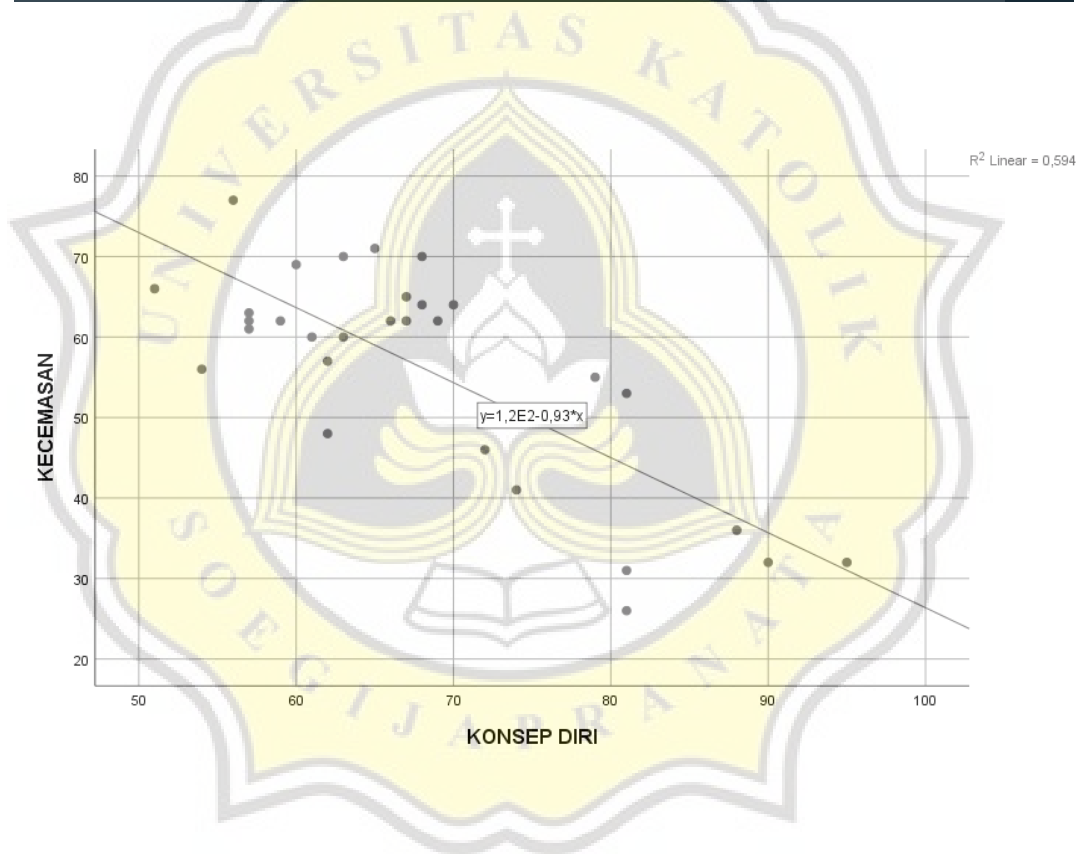 UNIVERSITAS KATOLIK
SOEGIJAPRANATA
R² Linear = 0,594
KECEMASAN
80
70
60
50
40
30
20
y=1,2E2-0,93*x
50
60
70
80
90
100
KONSEP DIRI